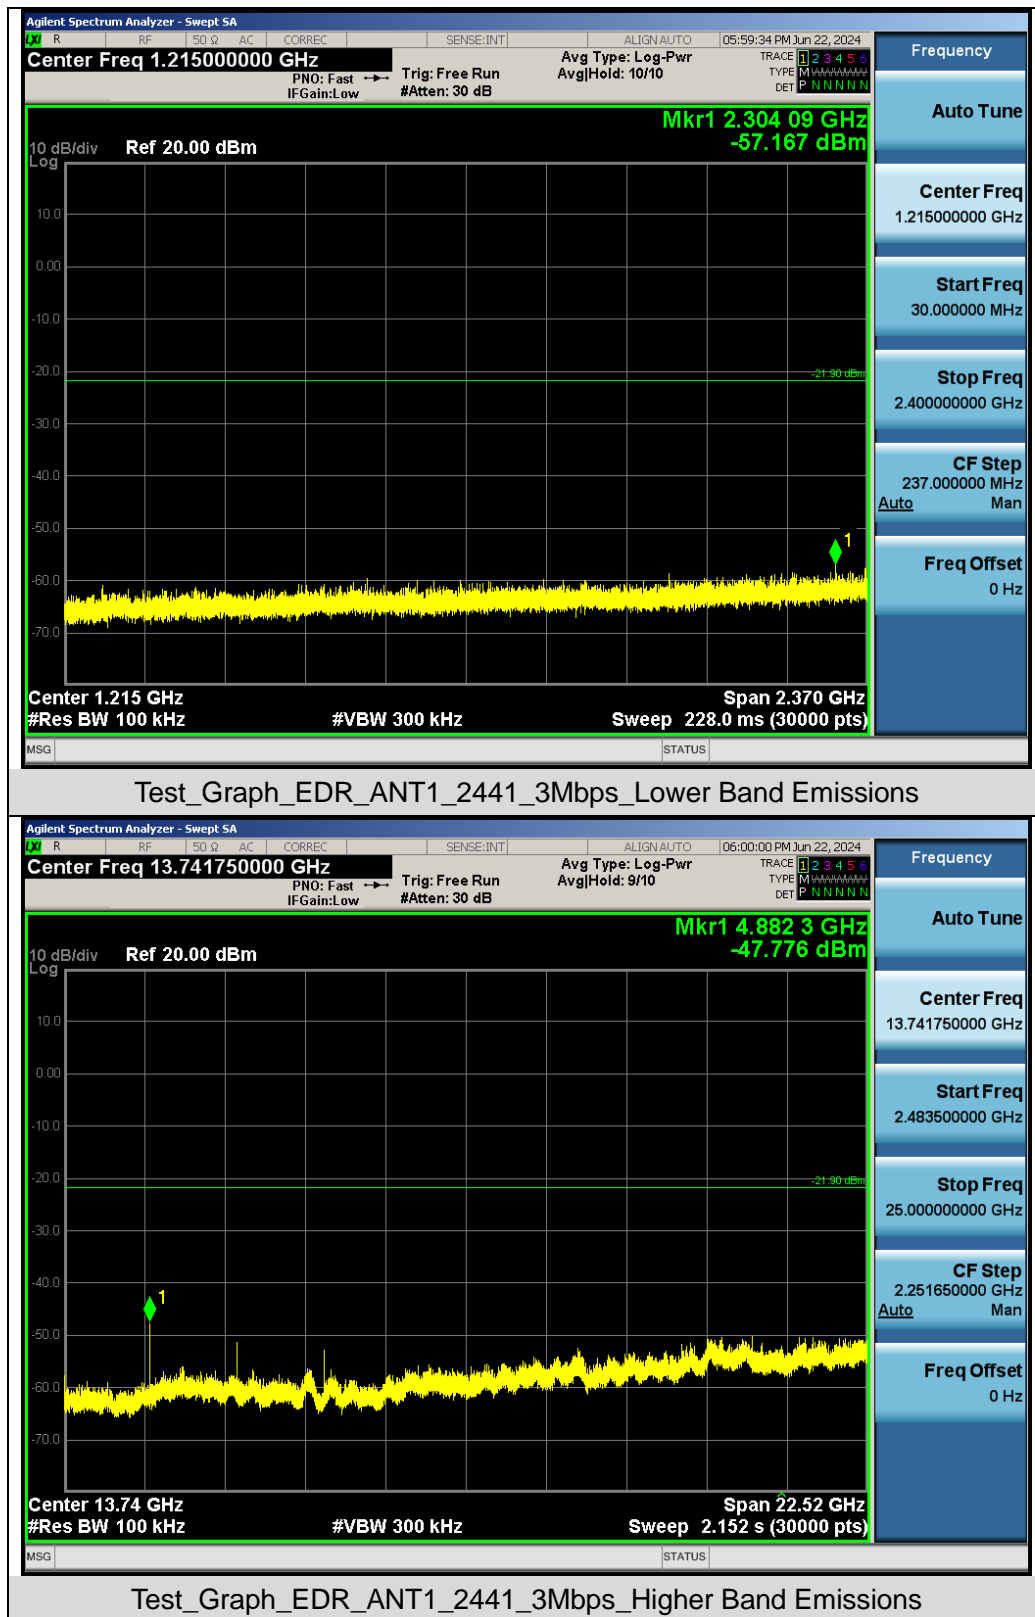 Agilent Spectrum Analyzer - Swept SA
LXI R RF 50 Ω AC CORREC SENSE:INT ALIGN AUTO 05:59:34 PM Jun 22, 2024
Center Freq 1.215000000 GHz
PNO: Fast Trig: Free Run
IFGain:Low #Atten: 30 dB
Avg Type: Log-Pwr
Avg|Hold: 10/10
TRACE 1 2 3 4 5 6
TYPE M WWWWW
DET P N N N N N
Mkr1 2.304 09 GHz
-57.167 dBm
10 dB/div Ref 20.00 dBm
Log
10.0
0.00
-10.0
-20.0
-21.90 dBm
-30.0
-40.0
-50.0
1
-60.0
-70.0
Center 1.215 GHz Span 2.370 GHz
#Res BW 100 kHz #VBW 300 kHz Sweep 228.0 ms (30000 pts)
MSG STATUS
Frequency
Auto Tune
Center Freq
1.215000000 GHz
Start Freq
30.000000 MHz
Stop Freq
2.400000000 GHz
CF Step
237.000000 MHz
Auto Man
Freq Offset
0 Hz
Test_Graph_EDR_ANT1_2441_3Mbps_Lower Band Emissions
Agilent Spectrum Analyzer - Swept SA
LXI R RF 50 Ω AC CORREC SENSE:INT ALIGN AUTO 06:00:00 PM Jun 22, 2024
Center Freq 13.741750000 GHz
PNO: Fast Trig: Free Run
IFGain:Low #Atten: 30 dB
Avg Type: Log-Pwr
Avg|Hold: 9/10
TRACE 1 2 3 4 5 6
TYPE M WWWWW
DET P N N N N N
Mkr1 4.882 3 GHz
-47.776 dBm
10 dB/div Ref 20.00 dBm
Log
10.0
0.00
-10.0
-20.0
-21.90 dBm
-30.0
-40.0
1
-50.0
-60.0
-70.0
Center 13.74 GHz Span 22.52 GHz
#Res BW 100 kHz #VBW 300 kHz Sweep 2.152 s (30000 pts)
MSG STATUS
Frequency
Auto Tune
Center Freq
13.741750000 GHz
Start Freq
2.483500000 GHz
Stop Freq
25.000000000 GHz
CF Step
2.251650000 GHz
Auto Man
Freq Offset
0 Hz
Test_Graph_EDR_ANT1_2441_3Mbps_Higher Band Emissions